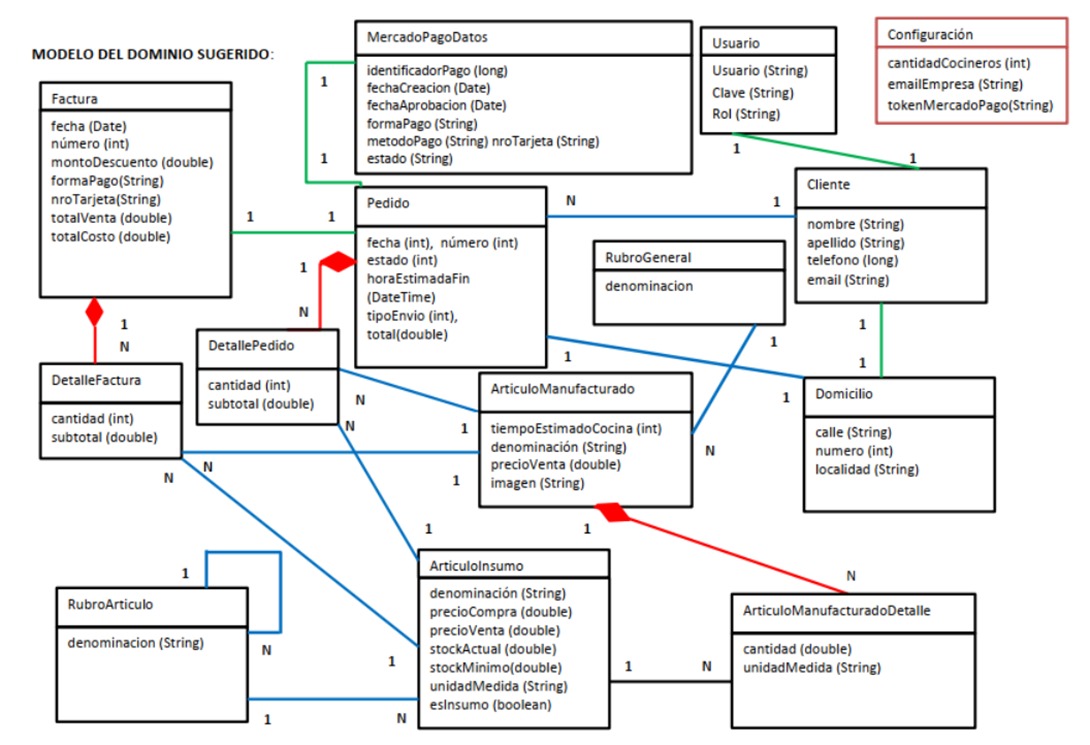 MODELO DEL DOMINIO SUGERIDO:
MercadoPagoDatos
identificadorPago (long)
fechaCreacion (Date)
fechaAprobacion (Date)
formaPago (String)
metodoPago (String) nroTarjeta (String)
estado (String)
Usuario
Usuario (String)
Clave (String)
Rol (String)
Configuración
cantidadCocineros (int)
emailEmpresa (String)
tokenMercadoPago(String)
Factura
fecha (Date)
número (int)
montoDescuento (double)
formaPago(String)
nroTarjeta(String)
totalVenta (double)
totalCosto (double)
1
1
1
1
Pedido
fecha (int), número (int)
estado (int)
horaEstimadaFin
(DateTime)
tipoEnvio (int),
total(double)
1
1
N
1
Cliente
nombre (String)
apellido (String)
telefono (long)
email (String)
RubroGeneral
denominacion
1
N
1
N
1
1
1
1
1
DetallePedido
cantidad (int)
subtotal (double)
DetalleFactura
cantidad (int)
subtotal (double)
ArticuloManufacturado
tiempoEstimadoCocina (int)
denominación (String)
precioVenta (double)
imagen (String)
Domicilio
calle (String)
numero (int)
localidad (String)
N
1
N
N
N
N
1
1
1
N
1
RubroArticulo
denominacion (String)
N
ArticuloInsumo
denominación (String)
precioCompra (double)
precioVenta (double)
stockActual (double)
stockMinimo(double)
unidadMedida (String)
esInsumo (boolean)
ArticuloManufacturadoDetalle
cantidad (double)
unidadMedida (String)
1
1
N
1
N